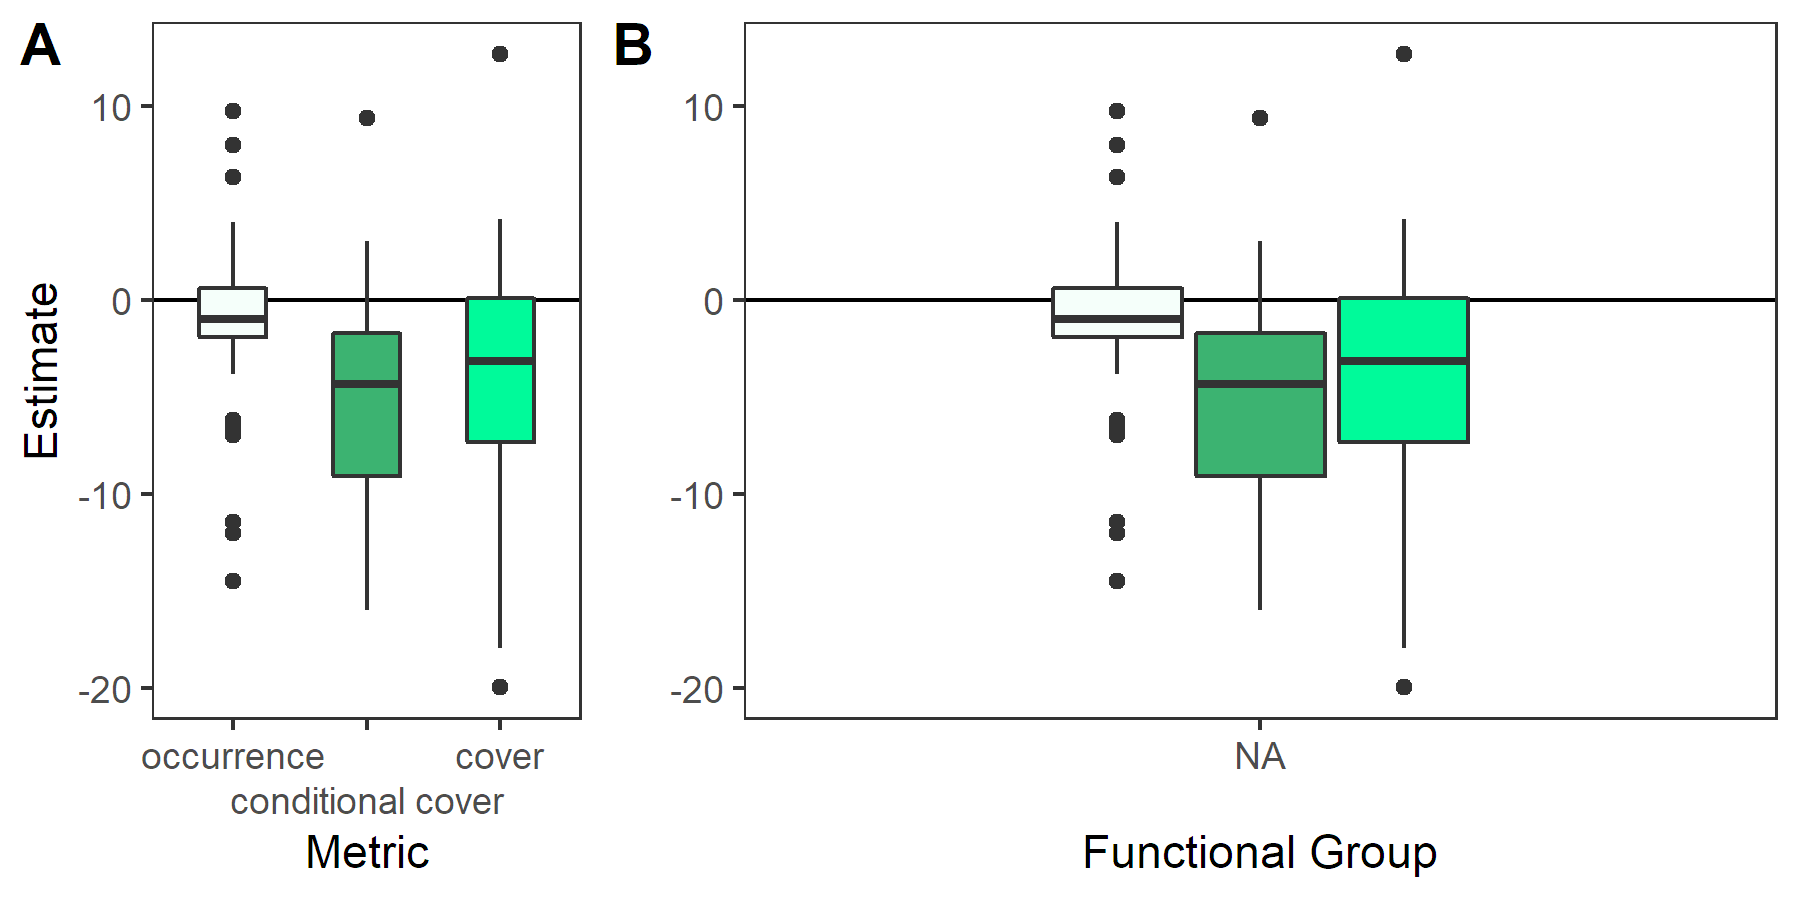 A
B
10
0
-10
-20
Estimate
occurrence
cover
conditional cover
Metric
10
0
-10
-20
NA
Functional Group